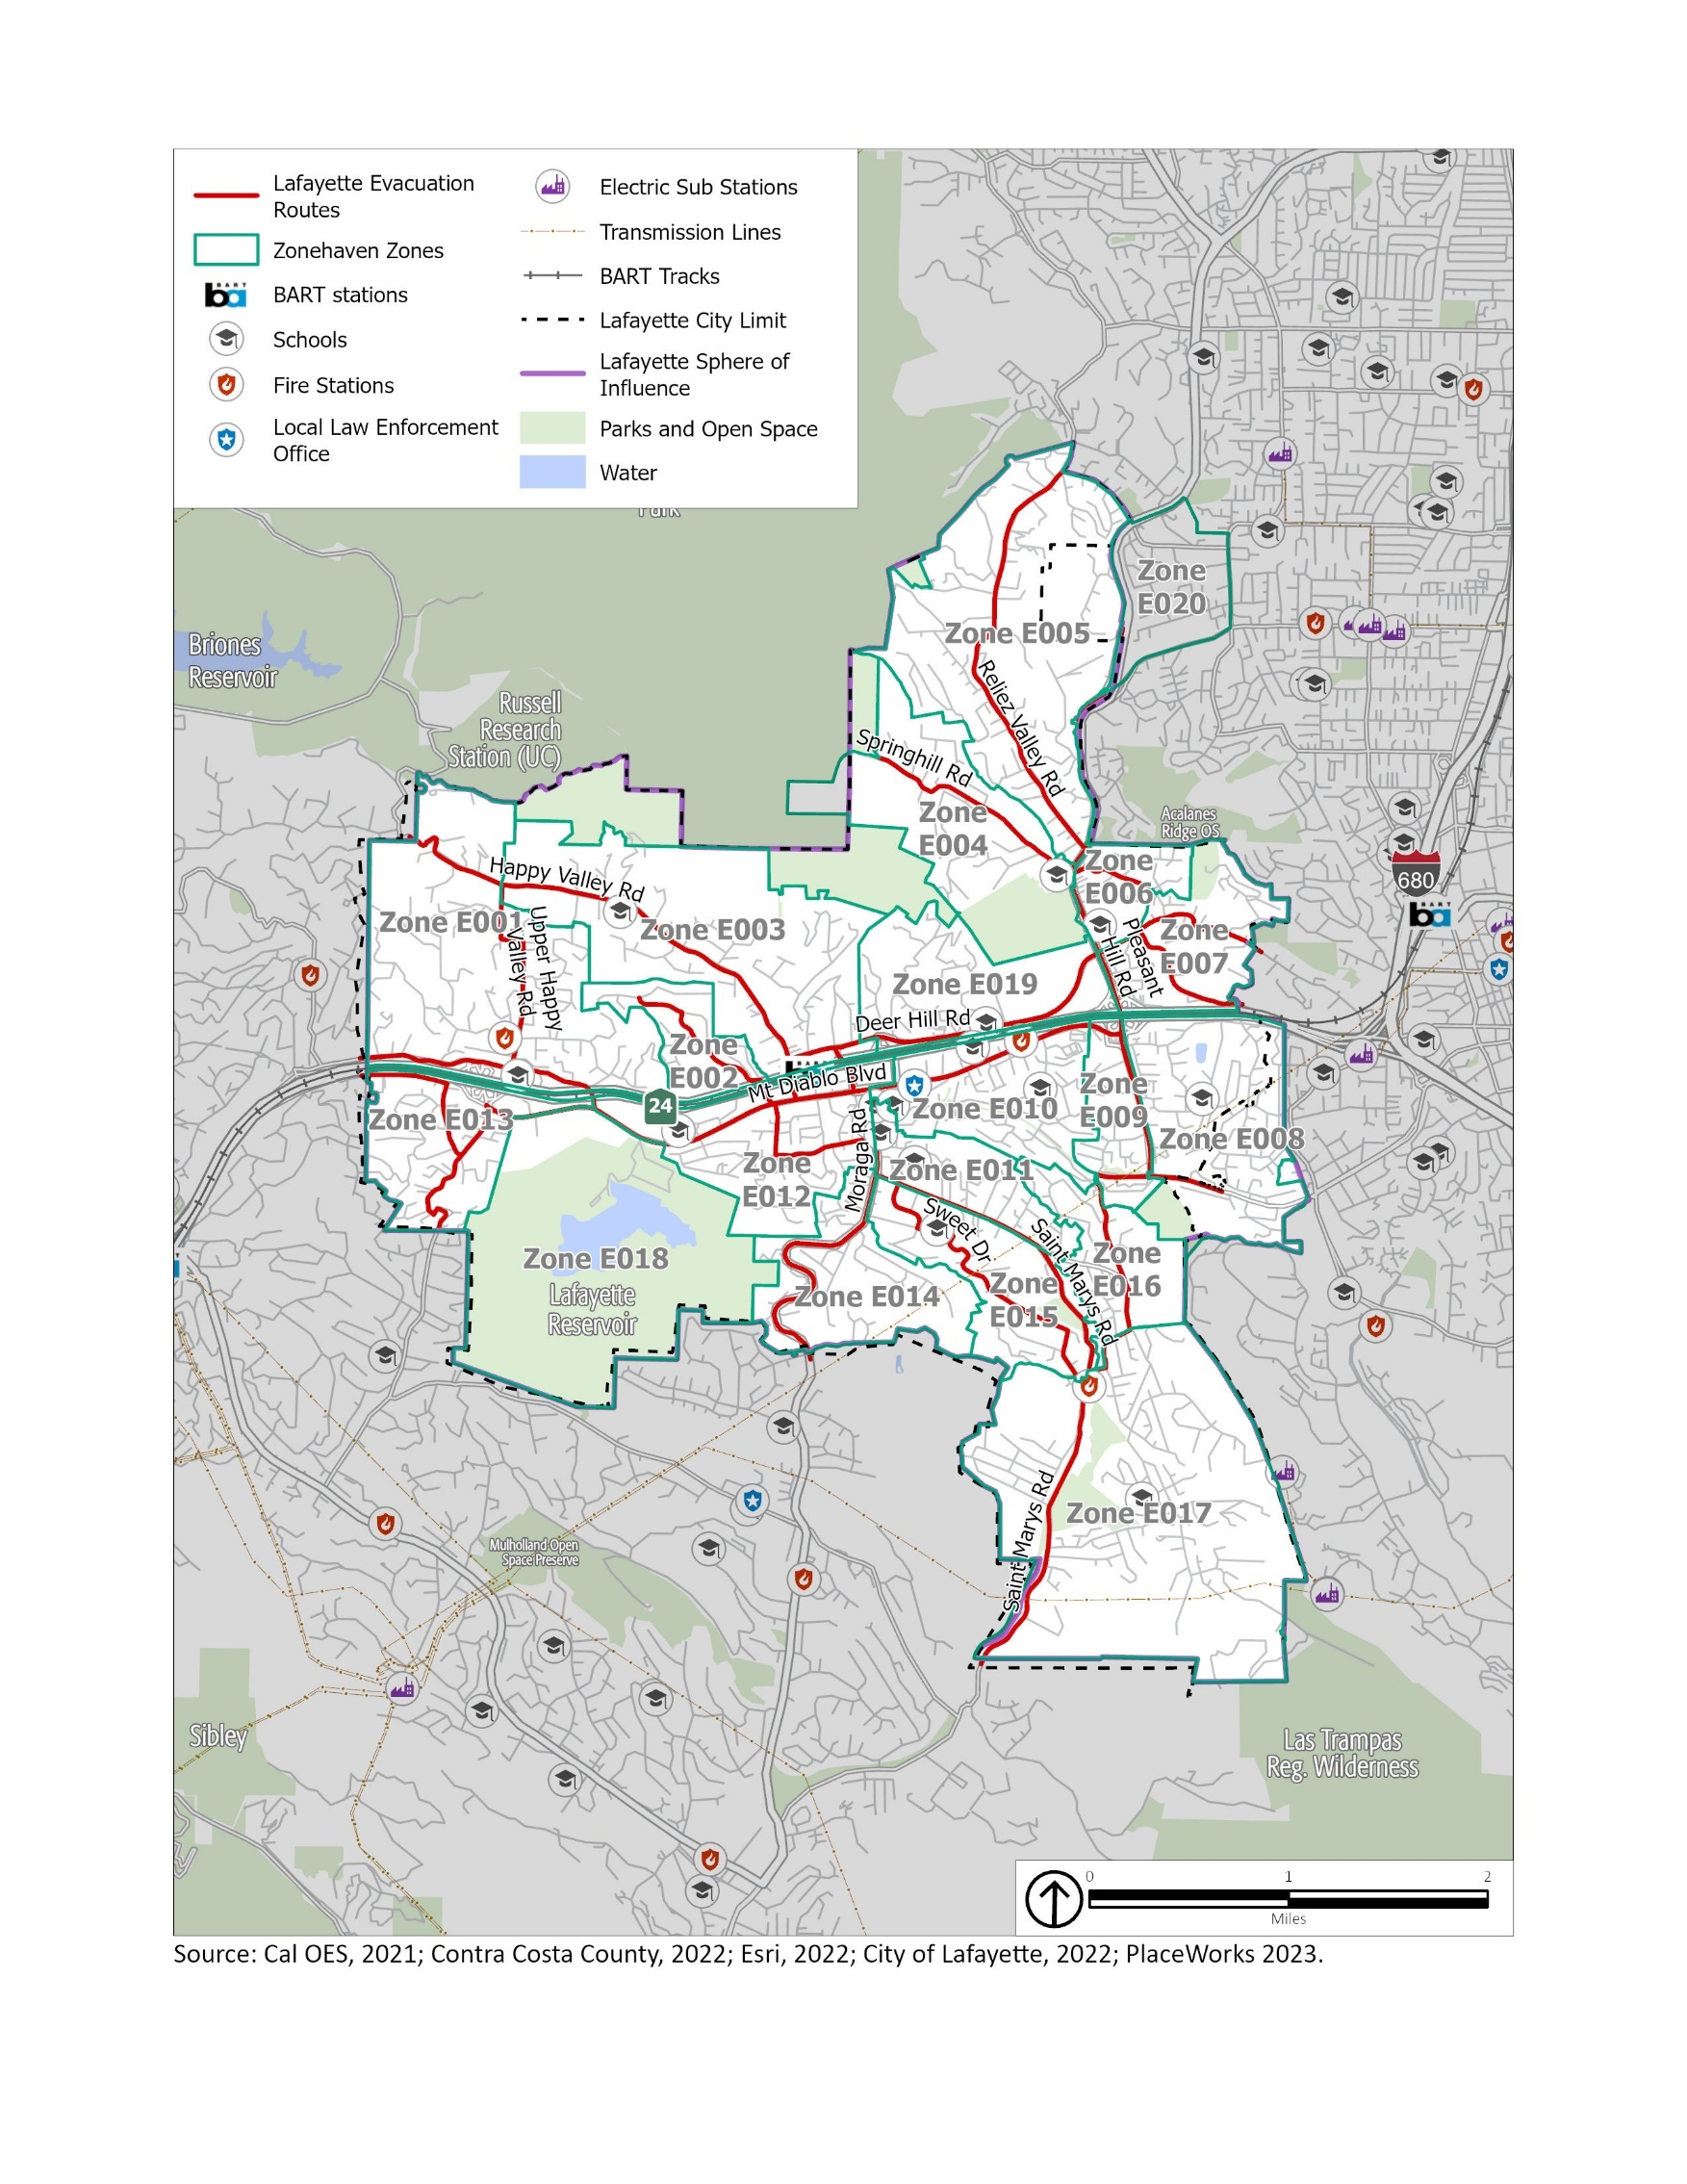 Lafayette Evacuation
Routes
Zonehaven Zones
BART
ba
BART stations
Schools
Fire Stations
Local Law Enforcement
Office
Electric Sub Stations
Transmission Lines
BART Tracks
Lafayette City Limit
Lafayette Sphere of
Influence
Parks and Open Space
Water
Park
Zone
E020
Zone E005
Briones
Reservoir
Reliez Valley Rd
Russell
Research
Station (UC)
Springhill Rd
Zone
E004
Acalanes
Ridge OS
Zone
E006
680
Happy Valley Rd
BART
ba
Zone E001
Zone E003
Upper Happy
Valley Rd
Pleasant
Hill Rd
Zone
E007
Zone E019
Deer Hill Rd
Zone
E002
Mt Diablo Blvd
24
Zone
E009
Zone E010
Zone E013
Zone E008
Moraga Rd
Zone
E012
Zone E011
Sweet Dr
Saint Marys Rd
Zone E018
Zone
E016
Lafayette
Reservoir
Zone E014
Zone
E015
Saint Marys Rd
Zone E017
Mulholland Open
Space Preserve
Sibley
Las Trampas
Reg. Wilderness
0 1 2
Miles
Source: Cal OES, 2021; Contra Costa County, 2022; Esri, 2022; City of Lafayette, 2022; PlaceWorks 2023.